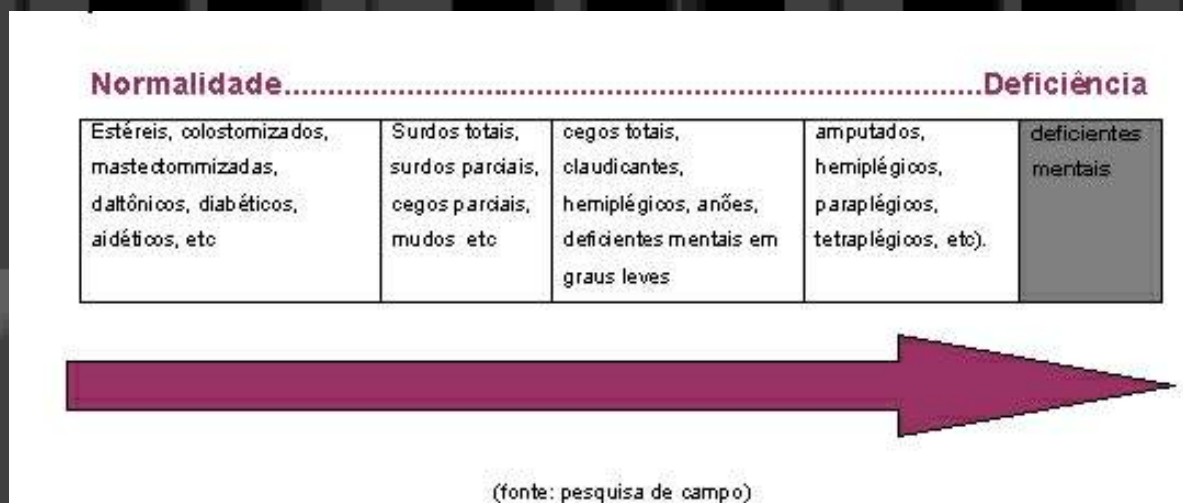 Normalidade................................................................................Deficiência
Estéreis, colostomizados,
mastectommizadas,
daltônicos, diabéticos,
aidéticos, etc
Surdos totais,
surdos parciais,
cegos parciais,
mudos etc
cegos totais,
claudicantes,
hemiplégicos, anões,
deficientes mentais em
graus leves
amputados,
hemiplégicos,
paraplégicos,
tetraplégicos, etc).
deficientes
mentais
(fonte: pesquisa de campo)